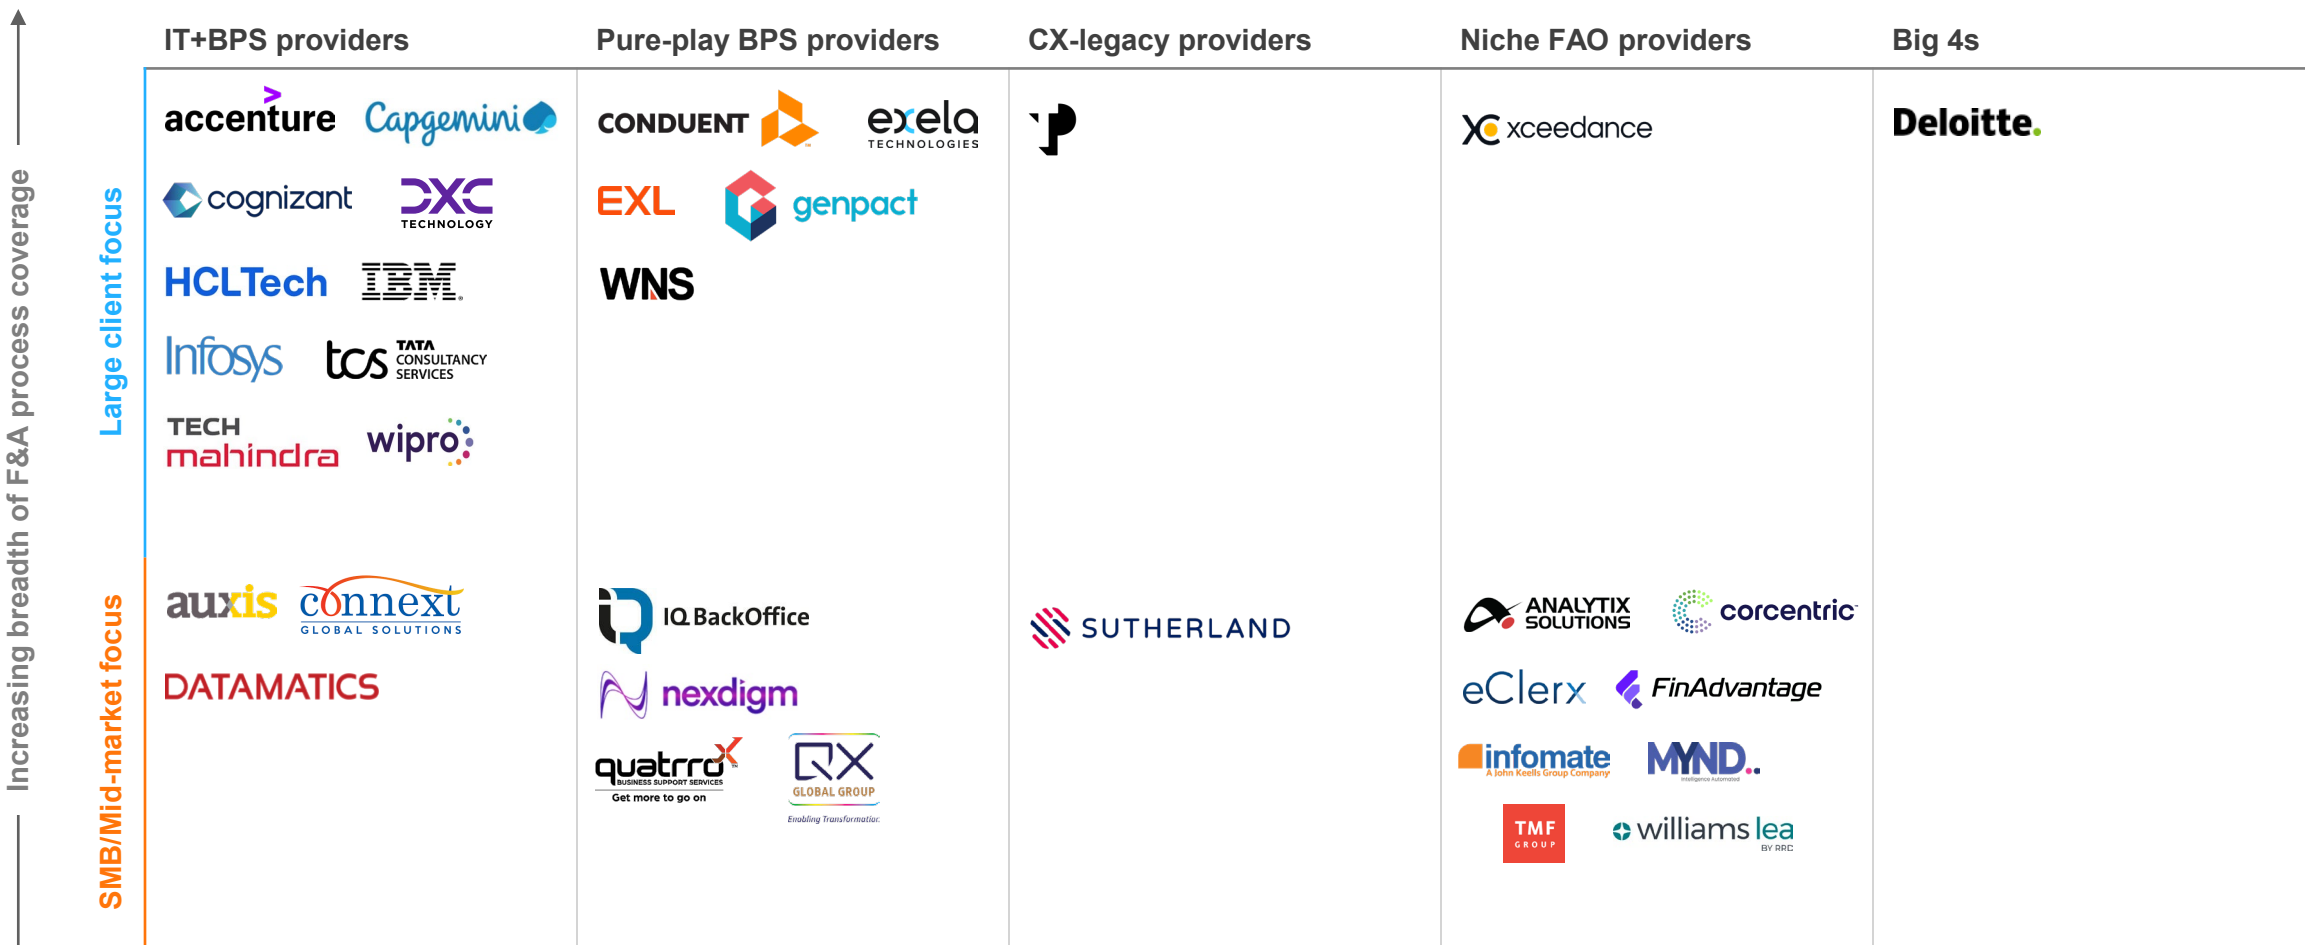 IT+BPS providers
Pure-play BPS providers
CX-legacy providers
Niche FAO providers
Big 4s
Increasing breadth of F&A process coverage
Large client focus
accenture
Capgemini
cognizant
DXC
TECHNOLOGY
HCLTech
IBM
Infosys
tcs
TATA
CONSULTANCY
SERVICES
TECH
mahindra
wipro
CONDUENT
exela
TECHNOLOGIES
EXL
genpact
WNS
xceedance
Deloitte.
SMB/Mid-market focus
auxis
connext
GLOBAL SOLUTIONS
DATAMATICS
IQ BackOffice
nexdigm
quatrro
BUSINESS SUPPORT SERVICES
Get more to go on
QX
GLOBAL GROUP
Enabling Transformation.
SUTHERLAND
ANALYTIX
SOLUTIONS
corcentric
eClerx
FinAdvantage
infomate
A John Keells Group Company
MYND
Intelligence Automated
TMF
GROUP
williams lea
BY RRC